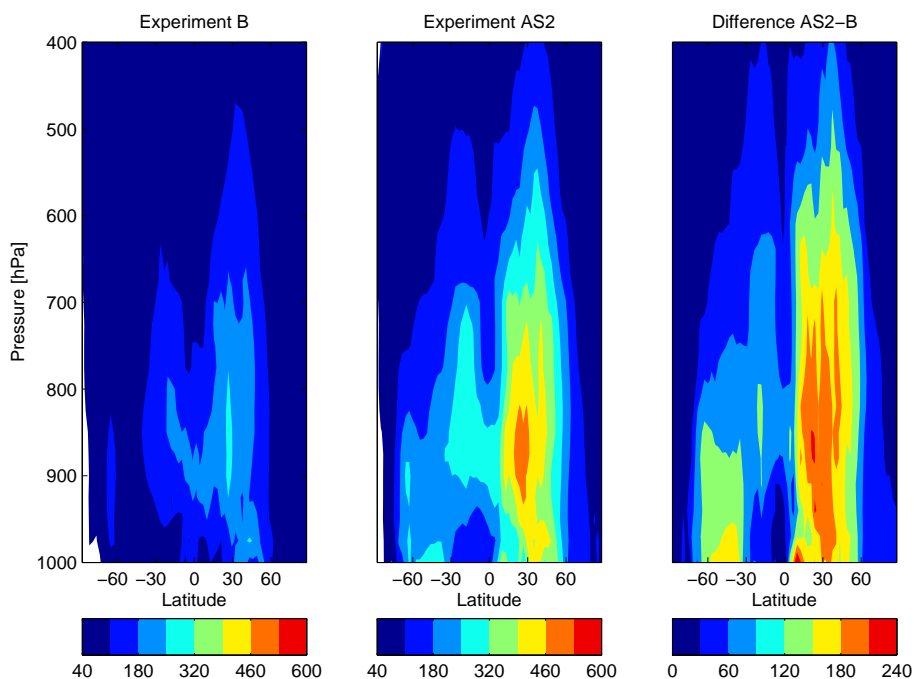 Experiment B
Experiment AS2
Difference AS2−B
400
500
600
700
800
900
1000
Pressure [hPa]
−60 −30 0 30 60
−60 −30 0 30 60
−60 −30 0 30 60
Latitude
Latitude
Latitude
40 180 320 460 600
40 180 320 460 600
0 60 120 180 240